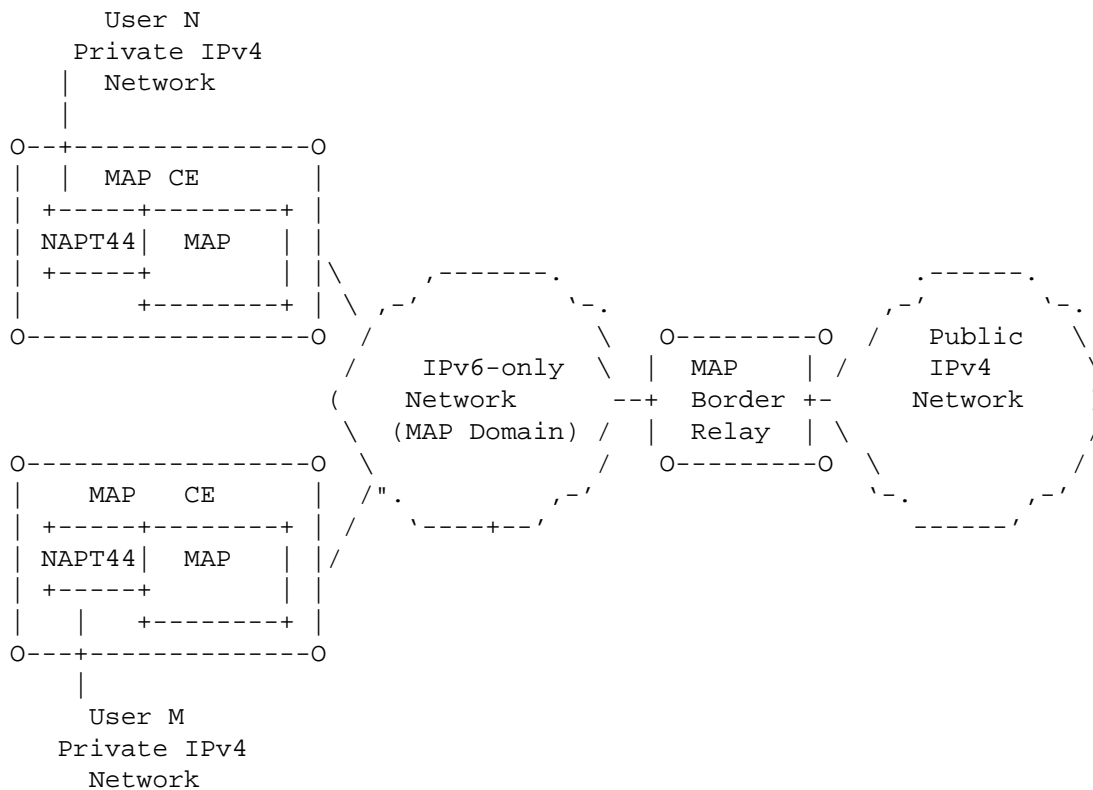 User N
Private IPv4
Network
MAP CE
NAPT44 MAP
IPv6-only
Network
(MAP Domain)
MAP
Border
Relay
Public
IPv4
Network
MAP CE
NAPT44 MAP
User M
Private IPv4
Network